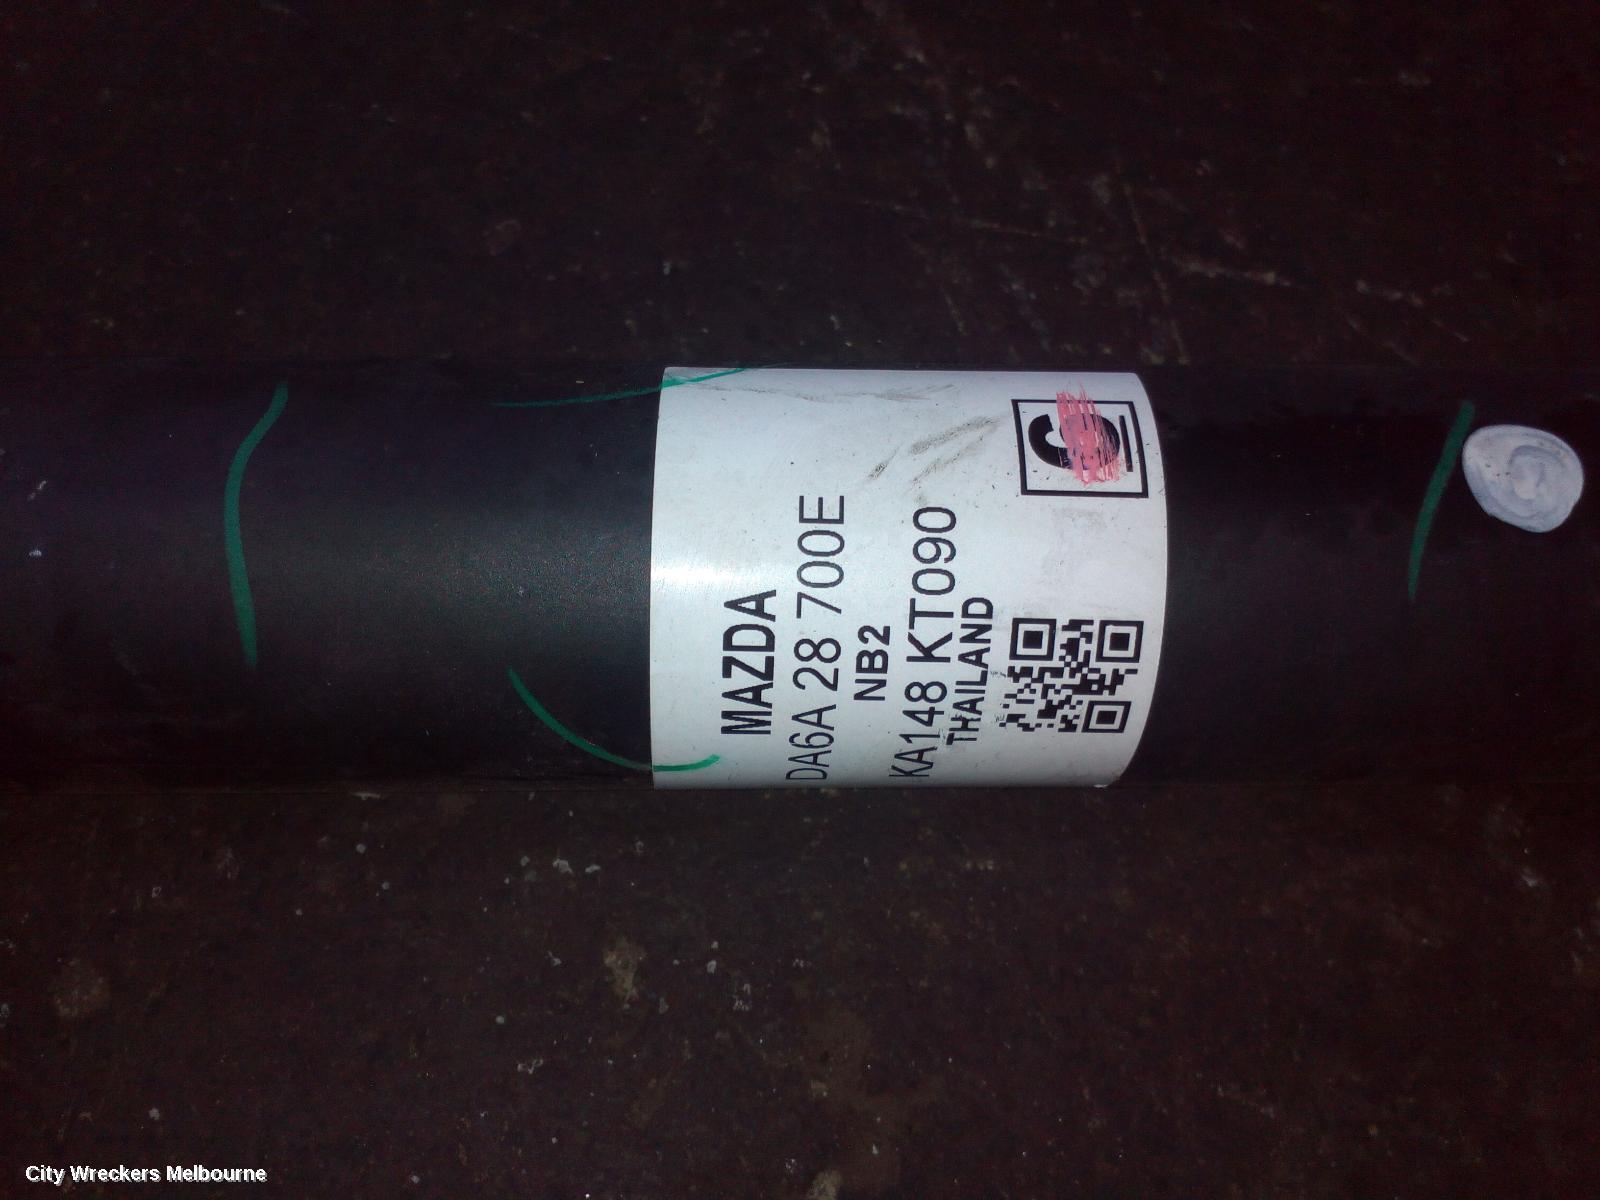 MAZDA
DA6A 28 700E
NB2
KA148 KT090
THAILAND
City Wreckers Melbourne